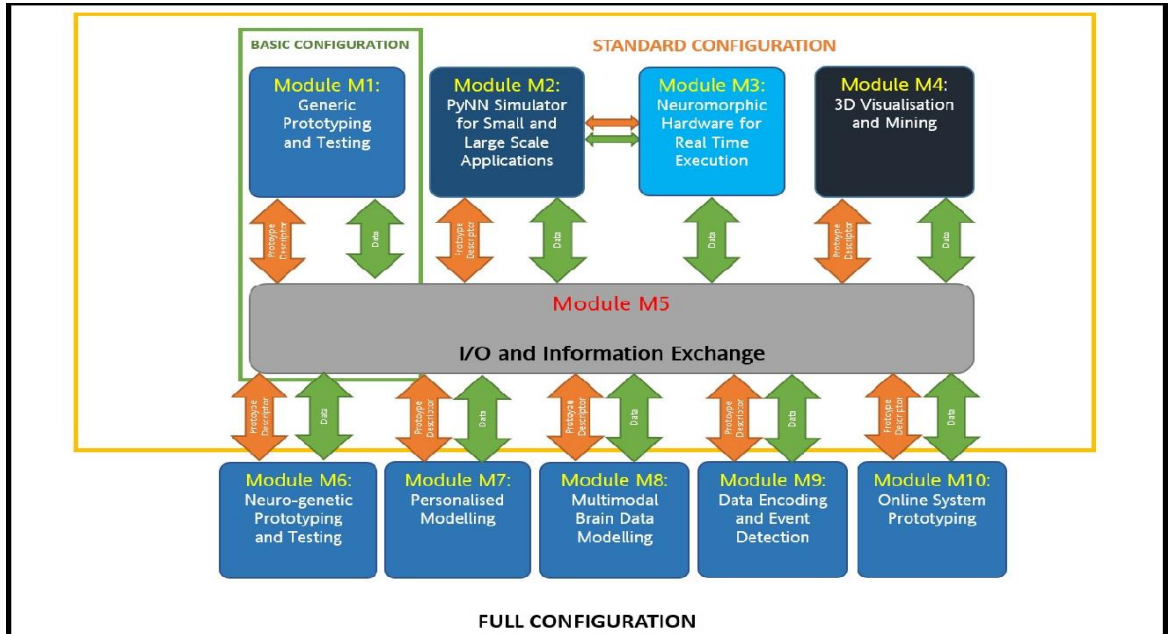 BASIC CONFIGURATION
STANDARD CONFIGURATION
Module M1:
Generic
Prototyping
and Testing
Module M2:
PyNN Simulator
for Small and
Large Scale
Applications
Module M3:
Neuromorphic
Hardware for
Real Time
Execution
Module M4:
3D Visualisation
and Mining
Prototype
Descriptor
Data
Prototype
Descriptor
Data
Data
Prototype
Descriptor
Data
Module M5
I/O and Information Exchange
Prototype
Descriptor
Data
Prototype
Descriptor
Data
Prototype
Descriptor
Data
Prototype
Descriptor
Data
Prototype
Descriptor
Data
Module M6:
Neuro-genetic
Prototyping
and Testing
Module M7:
Personalised
Modelling
Module M8:
Multimodal
Brain Data
Modelling
Module M9:
Data Encoding
and Event
Detection
Module M10:
Online System
Prototyping
FULL CONFIGURATION